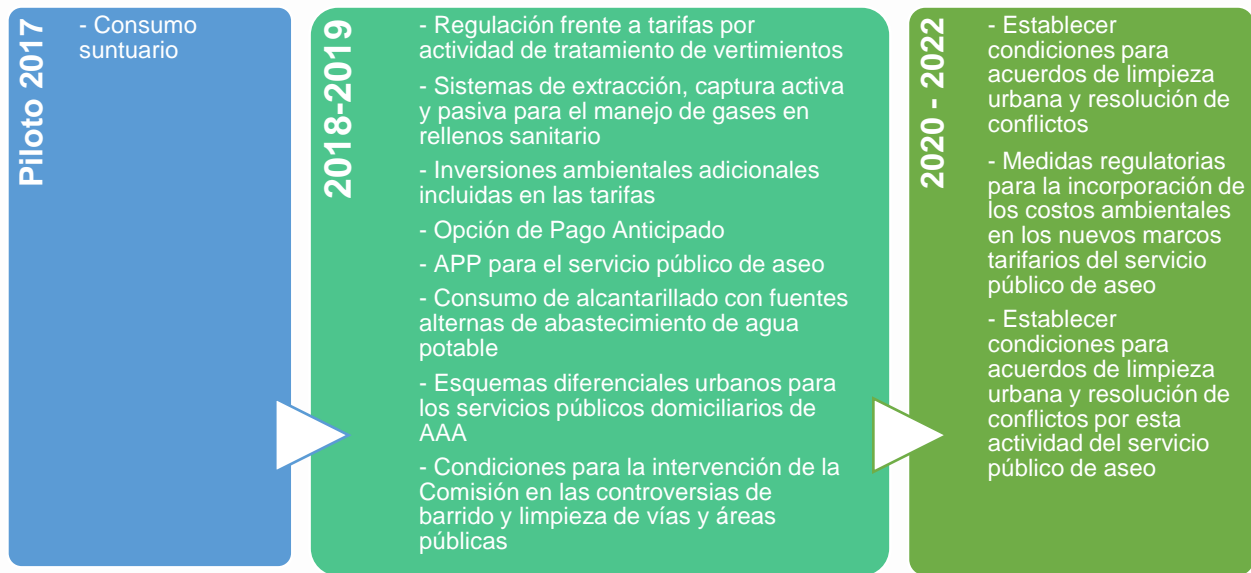 Piloto 2017
- Consumo
suntuario
2018-2019
- Regulación frente a tarifas por
actividad de tratamiento de vertimientos
- Sistemas de extracción, captura activa
y pasiva para el manejo de gases en
rellenos sanitario
- Inversiones ambientales adicionales
incluidas en las tarifas
- Opción de Pago Anticipado
- APP para el servicio público de aseo
- Consumo de alcantarillado con fuentes
alternas de abastecimiento de agua
potable
- Esquemas diferenciales urbanos para
los servicios públicos domiciliarios de
AAA
- Condiciones para la intervención de la
Comisión en las controversias de
barrido y limpieza de vías y áreas
públicas
2020 - 2022
- Establecer
condiciones para
acuerdos de limpieza
urbana y resolución de
conflictos
- Medidas regulatorias
para la incorporación de
los costos ambientales
en los nuevos marcos
tarifarios del servicio
público de aseo
- Establecer
condiciones para
acuerdos de limpieza
urbana y resolución de
conflictos por esta
actividad del servicio
público de aseo